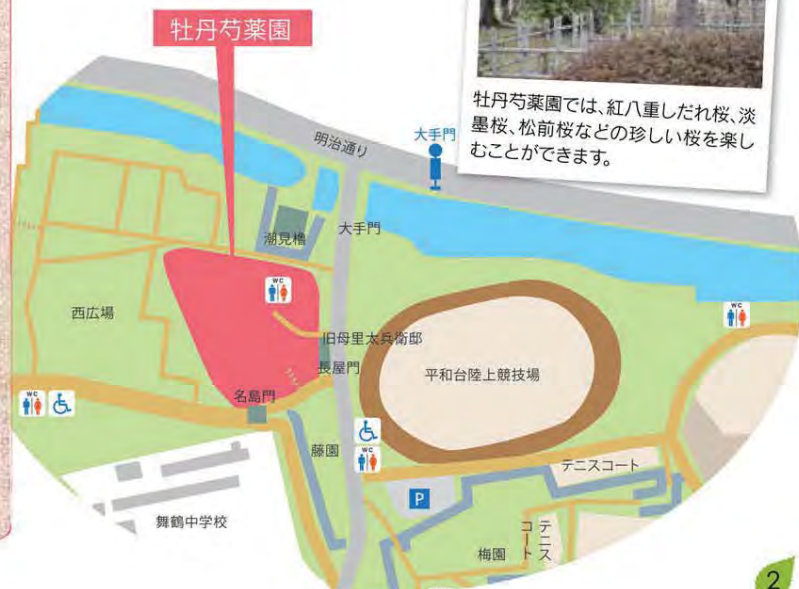 牡丹芍薬園
牡丹芍薬園では、紅八重しだれ桜、淡
墨桜、松前桜などの珍しい桜を楽し
むことができます。
明治通り
大手門
大手門
潮見櫓
WC
西広場
旧母里太兵衛邸
長屋門
平和台陸上競技場
WC
名島門
WC
藤園
WC
テニスコート
P
舞鶴中学校
梅園
テニス
コート
2